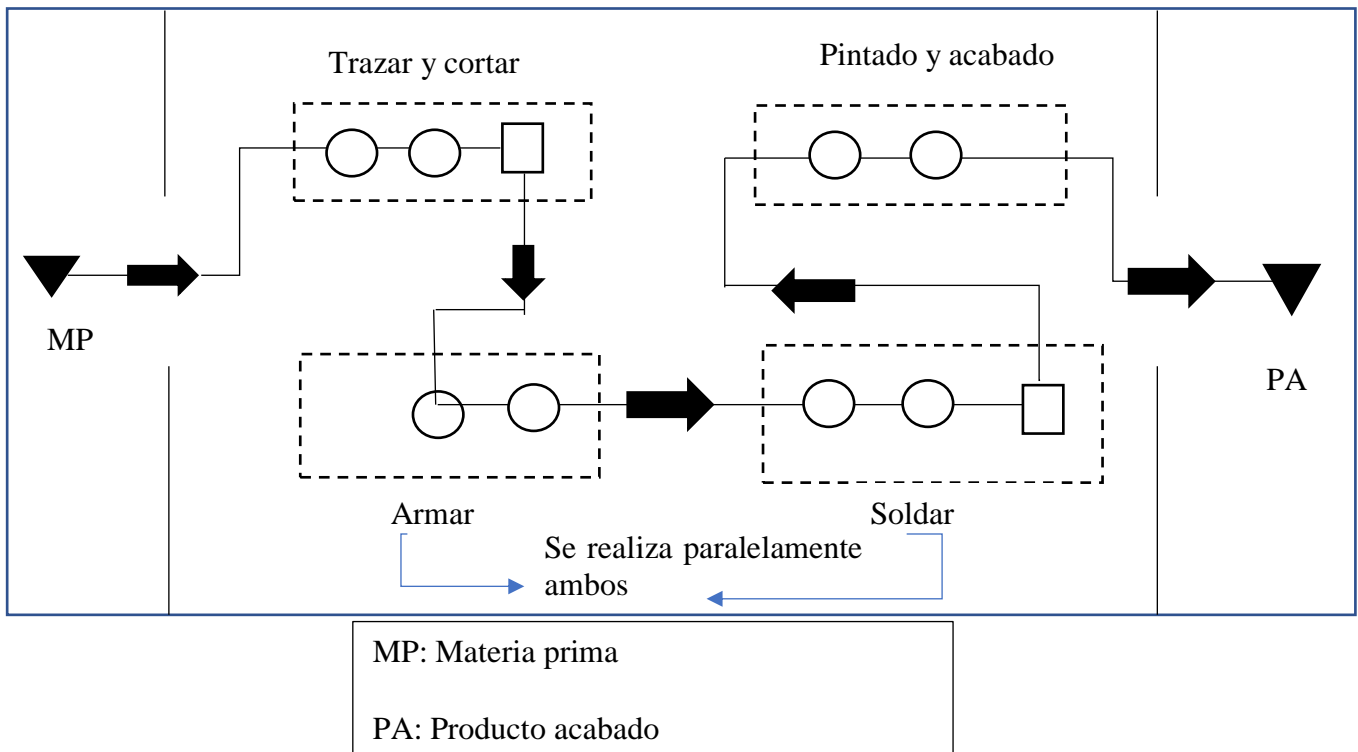 Trazar y cortar
Pintado y acabado
MP
PA
Armar
Soldar
Se realiza paralelamente
ambos
MP: Materia prima
PA: Producto acabado